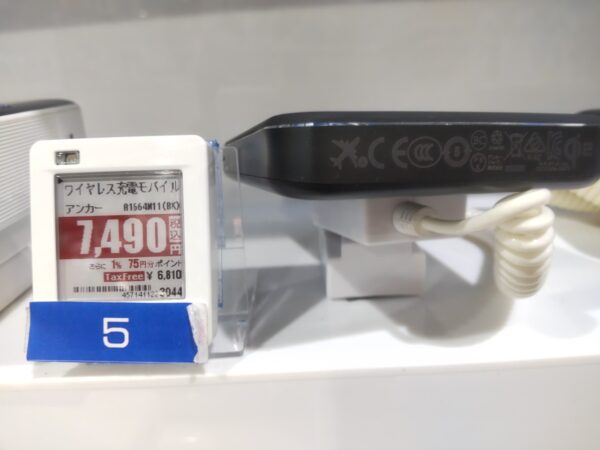 ワイヤレス充電モバイル
アンカー A1664M11(BK)
7,490 税込 円
さらに 1% 75円分ポイント
TaxFree ¥ 6,810
5